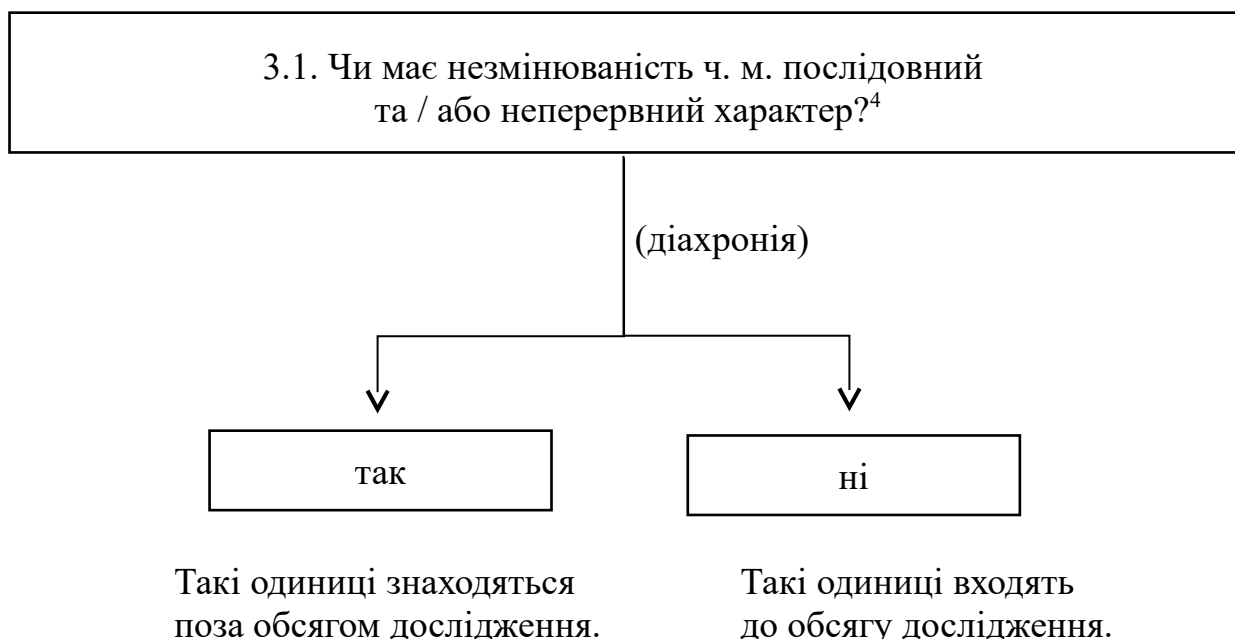 3.1. Чи має незмінюваність ч. м. послідовний
та / або неперервний характер?⁴
(діахронія)
так
ні
Такі одиниці знаходяться
поза обсягом дослідження.
Такі одиниці входять
до обсягу дослідження.